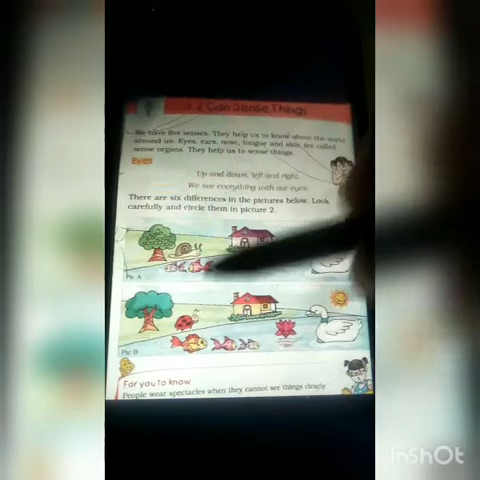 Can Sense Things
We have five senses. They help us to know about the world
around us. Eyes, ears, nose, tongue and skin are called
sense organs. They help us to sense things.
Eyes
Up and down, left and right,
We see everything with our eyes.
There are six differences in the pictures below. Look
carefully and circle them in picture 2.
Pic A
Pic B
For you to know
People wear spectacles when they cannot see things clearly
InShOt